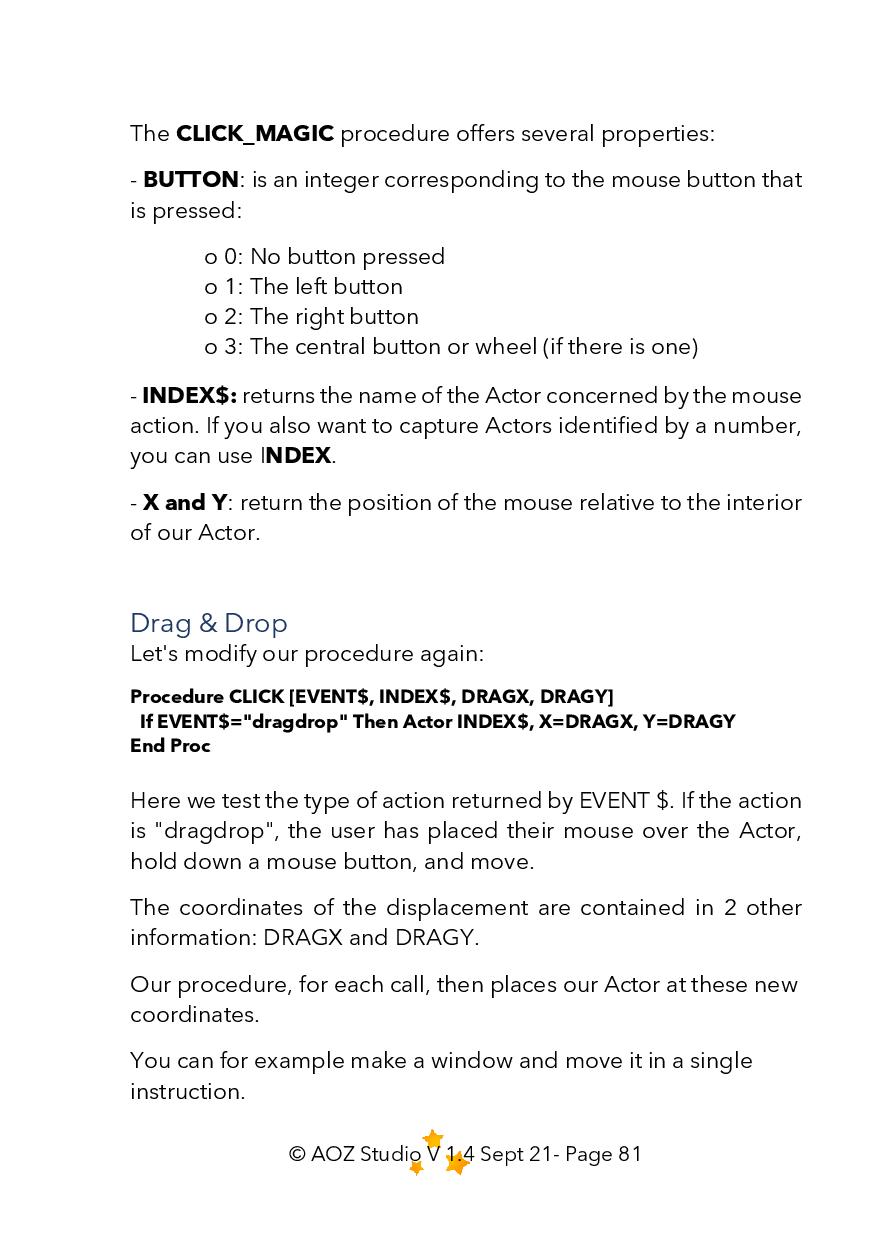 The CLICK_MAGIC procedure offers several properties:
- BUTTON: is an integer corresponding to the mouse button that
is pressed:
o 0: No button pressed
o 1: The left button
o 2: The right button
o 3: The central button or wheel (if there is one)
- INDEX$: returns the name of the Actor concerned by the mouse
action. If you also want to capture Actors identified by a number,
you can use INDEX.
- X and Y: return the position of the mouse relative to the interior
of our Actor.
Drag & Drop
Let's modify our procedure again:
Procedure CLICK [EVENT$, INDEX$, DRAGX, DRAGY]
If EVENT$="dragdrop" Then Actor INDEX$, X=DRAGX, Y=DRAGY
End Proc
Here we test the type of action returned by EVENT $. If the action
is "dragdrop", the user has placed their mouse over the Actor,
hold down a mouse button, and move.
The coordinates of the displacement are contained in 2 other
information: DRAGX and DRAGY.
Our procedure, for each call, then places our Actor at these new
coordinates.
You can for example make a window and move it in a single
instruction.
© AOZ Studio V 1.4 Sept 21- Page 81